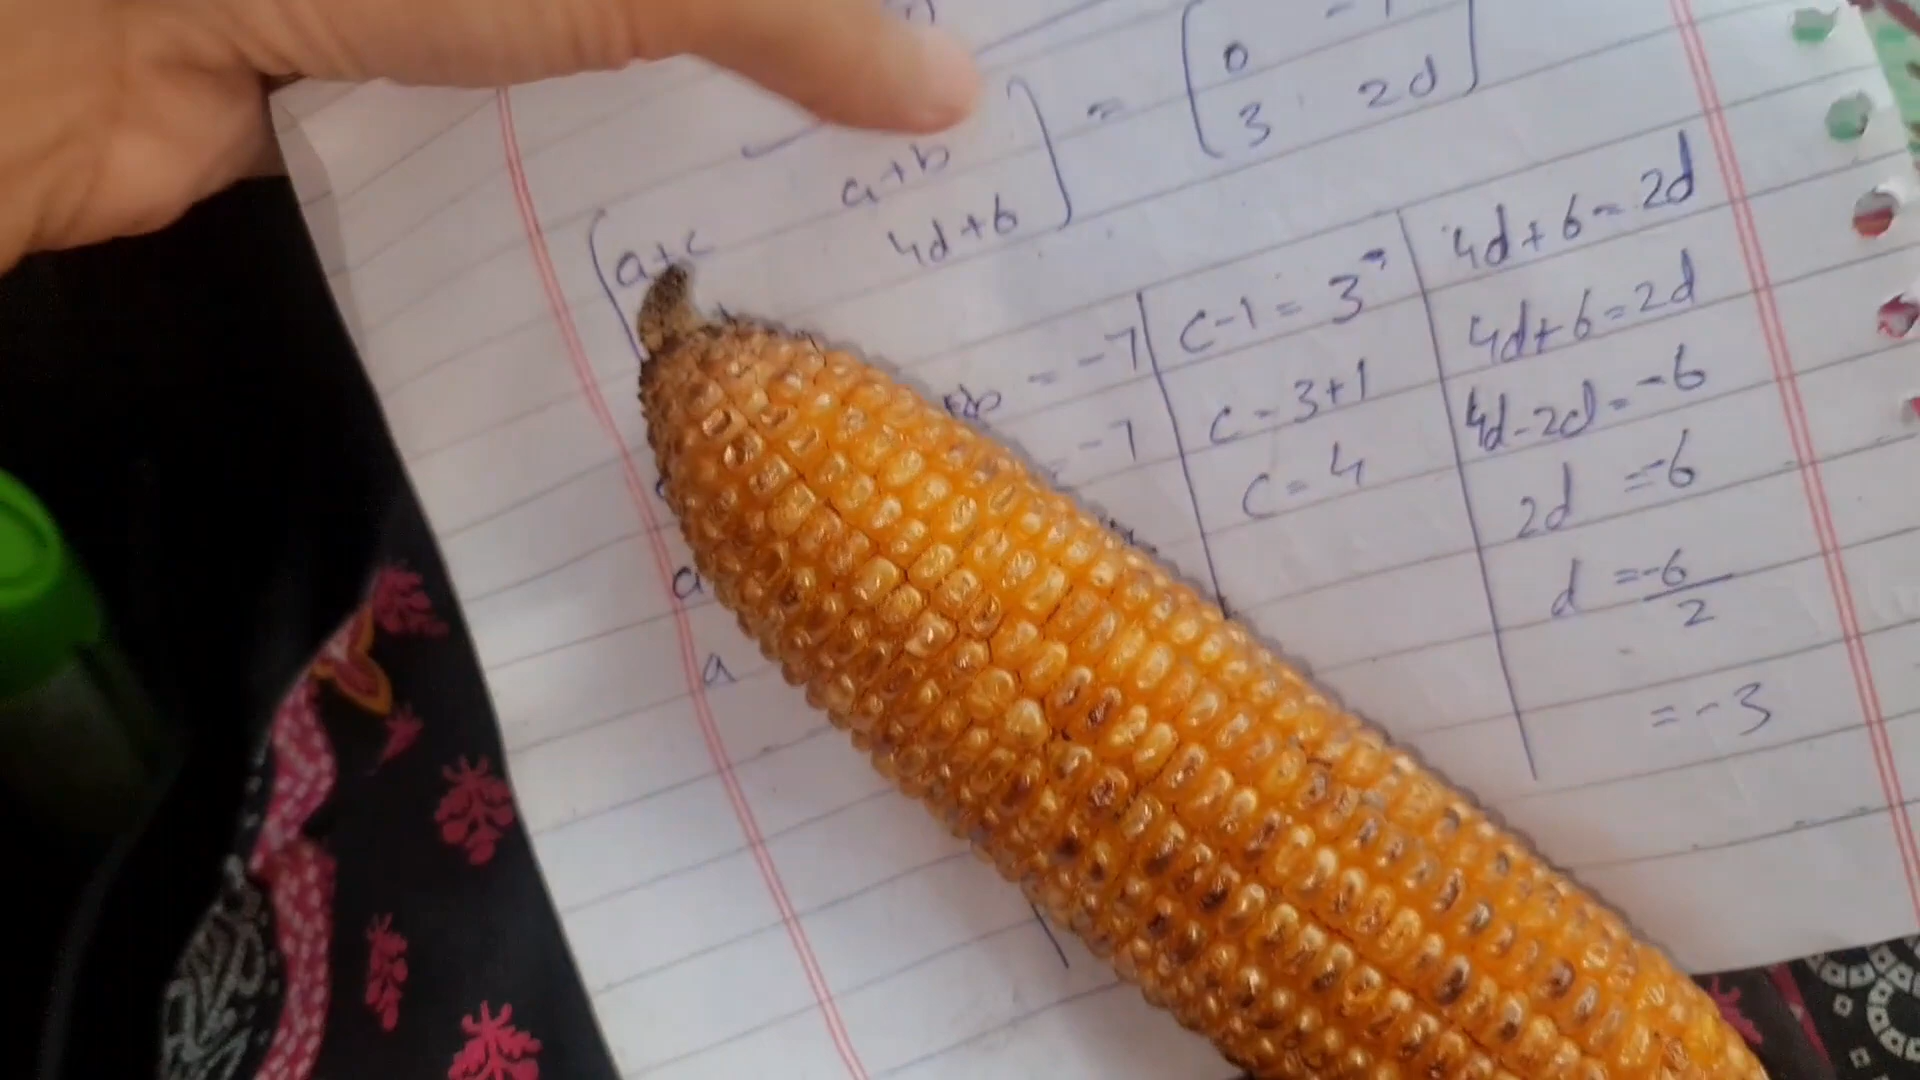 0 -7
a+b = 3 2d
a+c 4d+6
= -7
= -7
a
a
c-1 = 3
c = 3+1
c = 4
4d+6 = 2d
4d+6 = 2d
4d-2d = -6
2d = -6
d = -6
2
= -3